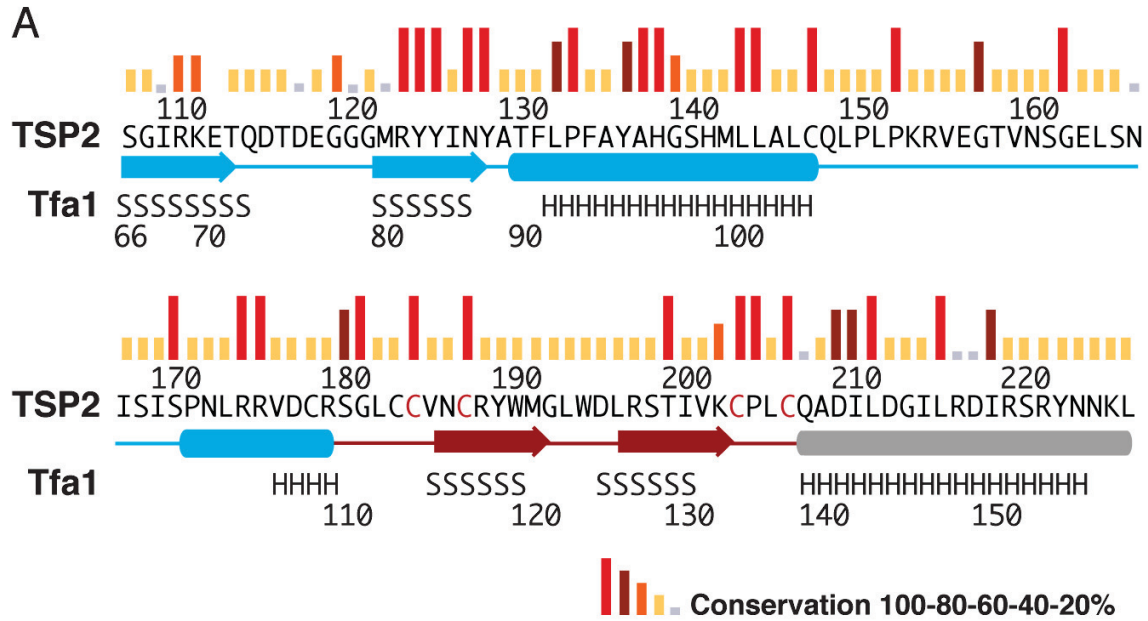 A
110 120 130 140 150 160
TSP2 SGIRKETQDTDEGGGMRYYINYATFLPFAYAHGSHMLLALCQLPLPKRVEGTVNSGELSN
Tfa1 SSSSSSSS SSSSSS HHHHHHHHHHHHHHHH
66 70 80 90 100
170 180 190 200 210 220
TSP2 ISISPNLRRVDCRSGLCCVNCRYWMGLWDLRSTIVKCPLCQADILDGILRDIRSRYNNKL
Tfa1 HHHH SSSSSS SSSSSS HHHHHHHHHHHHHHHHH
110 120 130 140 150
Conservation 100-80-60-40-20%